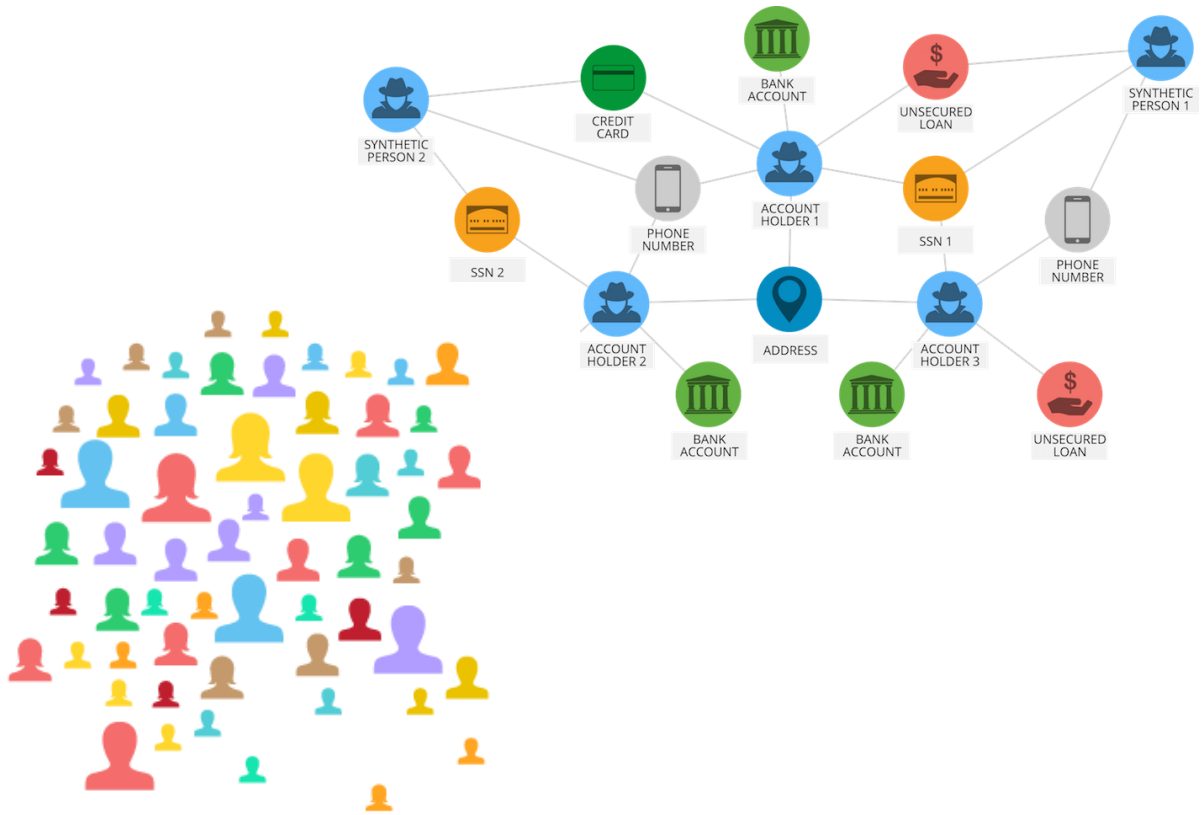 BANK
ACCOUNT
SYNTHETIC
PERSON 1
UNSECURED
LOAN
CREDIT
CARD
SYNTHETIC
PERSON 2
ACCOUNT
HOLDER 1
PHONE
NUMBER
SSN 1
SSN 2
PHONE
NUMBER
ACCOUNT
HOLDER 2
ADDRESS
ACCOUNT
HOLDER 3
BANK
ACCOUNT
BANK
ACCOUNT
UNSECURED
LOAN